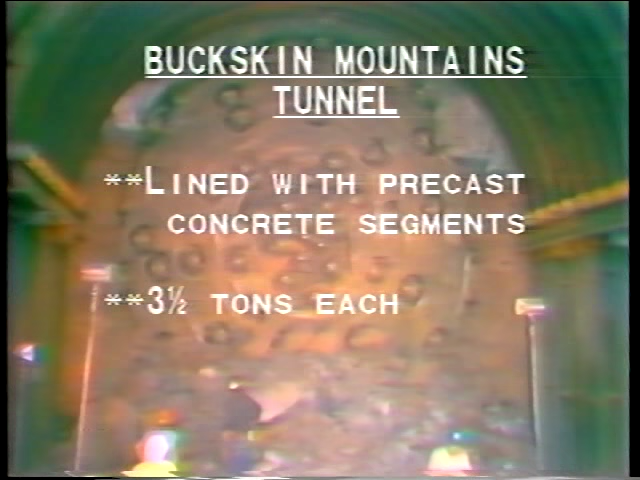 BUCKSKIN MOUNTAINS
TUNNEL
**LINED WITH PRECAST
CONCRETE SEGMENTS
**3½ TONS EACH